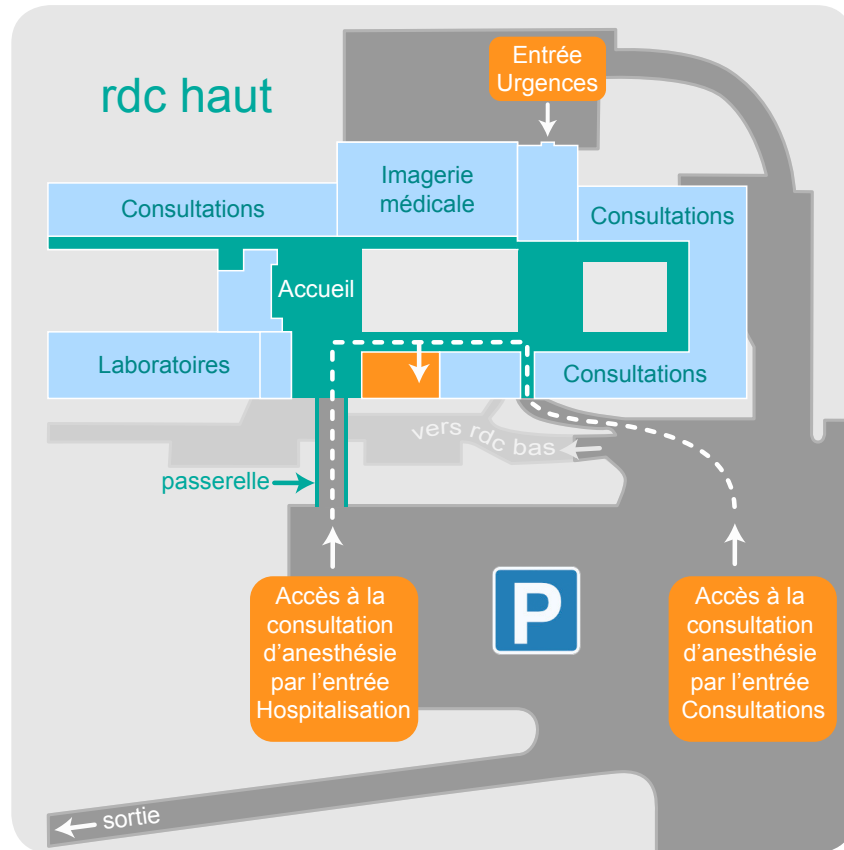 rdc haut
Entrée
Urgences
Imagerie
médicale
Consultations
Consultations
Accueil
Laboratoires
Consultations
vers rdc bas
passerelle
P
Accès à la
consultation
d’anesthésie
par l’entrée
Hospitalisation
Accès à la
consultation
d’anesthésie
par l’entrée
Consultations
sortie